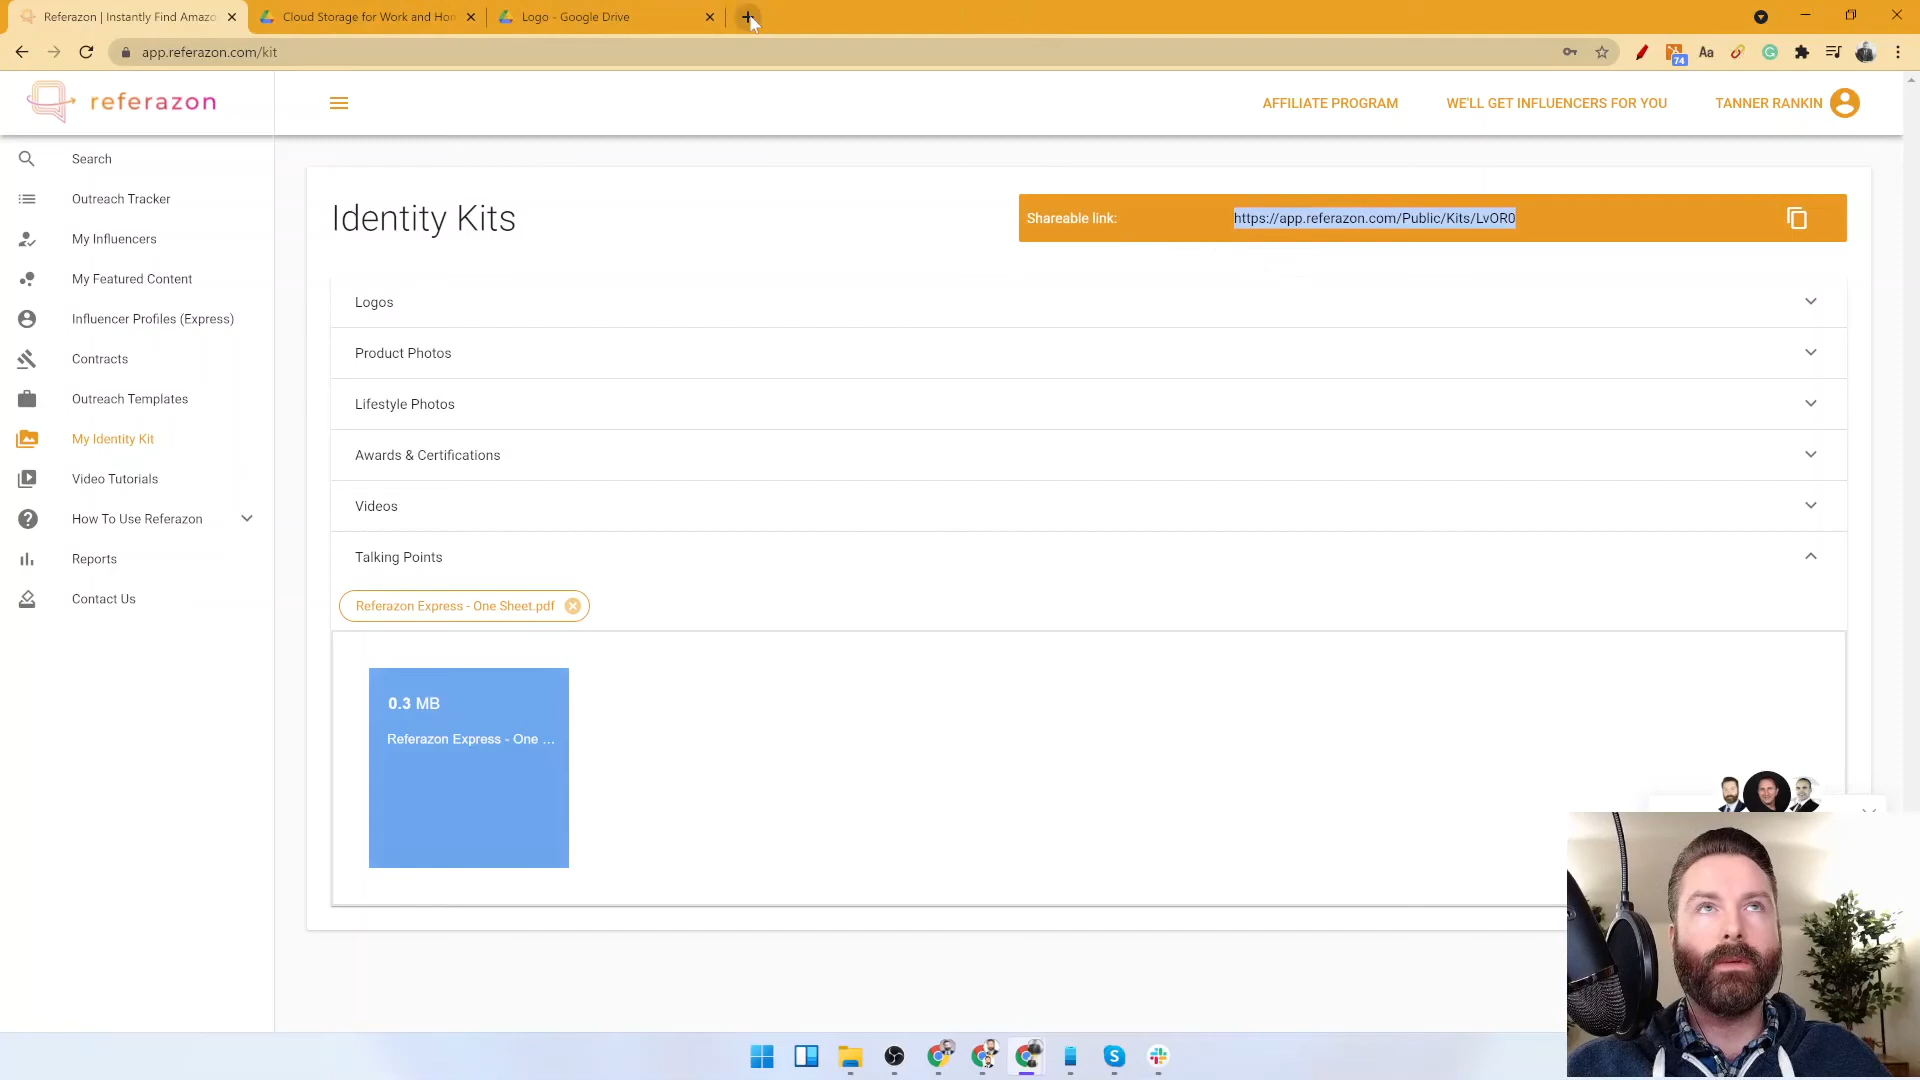 Referazon | Instantly Find Amazo
Cloud Storage for Work and Hom
Logo - Google Drive
app.referazon.com/kit
74
Aa
referazon
AFFILIATE PROGRAM
WE'LL GET INFLUENCERS FOR YOU
TANNER RANKIN
Search
Outreach Tracker
My Influencers
My Featured Content
Influencer Profiles (Express)
Contracts
Outreach Templates
My Identity Kit
Video Tutorials
How To Use Referazon
Reports
Contact Us
Identity Kits
Shareable link:
https://app.referazon.com/Public/Kits/LvOR0
Logos
Product Photos
Lifestyle Photos
Awards & Certifications
Videos
Talking Points
Referazon Express - One Sheet.pdf
0.3 MB
Referazon Express - One ...